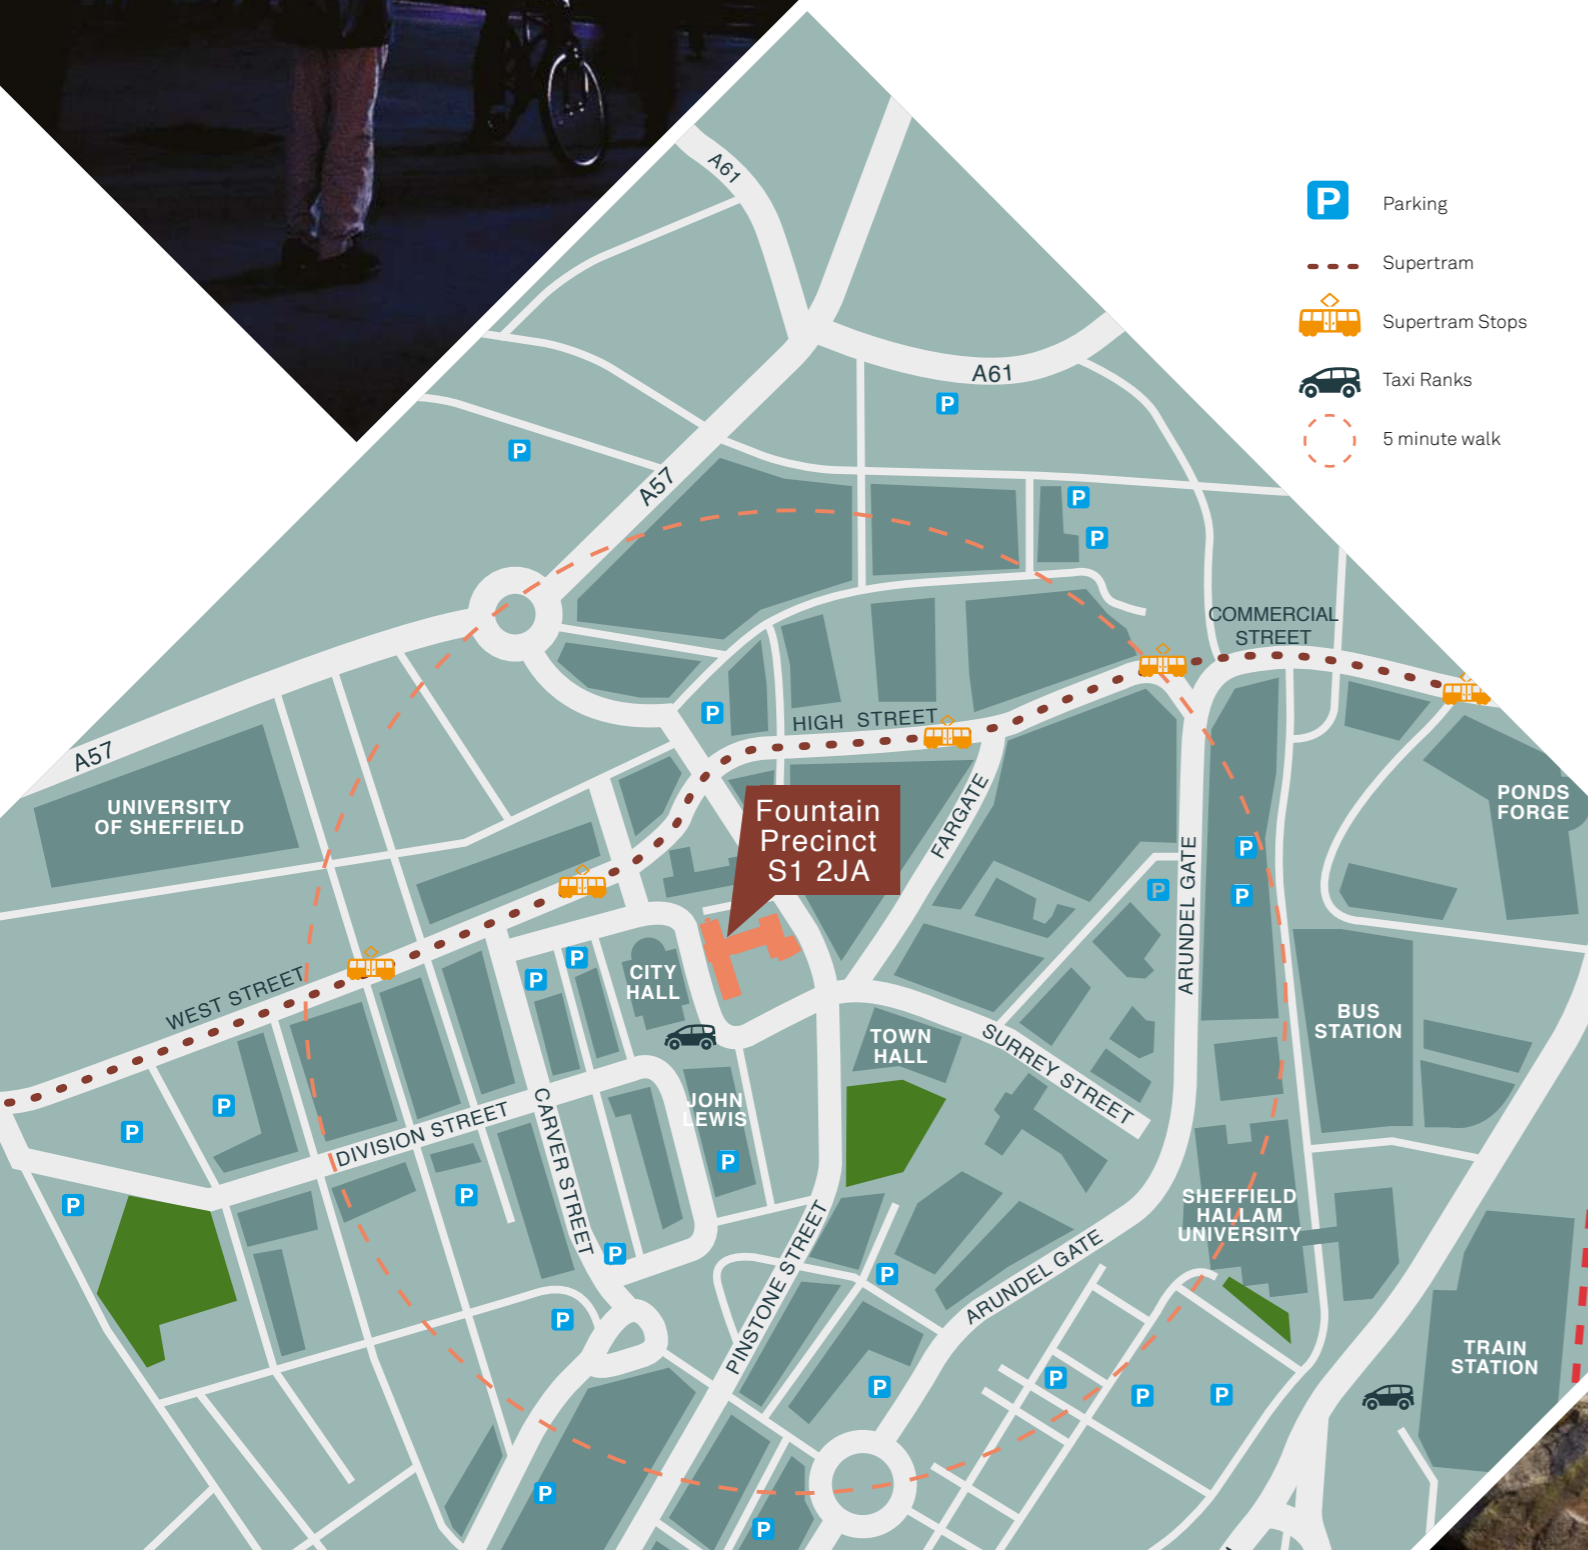 A61
P
Parking
Supertram
Supertram Stops
Taxi Ranks
5 minute walk
A61
P
P
A57
P
P
COMMERCIAL
STREET
P
HIGH STREET
A57
UNIVERSITY
OF SHEFFIELD
Fountain
Precinct
S1 2JA
FARGATE
PONDS
FORGE
P
ARUNDEL GATE
P
P
WEST STREET
P
P
CITY
HALL
BUS
STATION
TOWN
HALL
SURREY STREET
P
P
JOHN
LEWIS
P
DIVISION STREET
CARVER STREET
P
P
SHEFFIELD
HALLAM
UNIVERSITY
P
PINSTONE STREET
P
ARUNDEL GATE
P
TRAIN
STATION
P
P
P
P
P
P